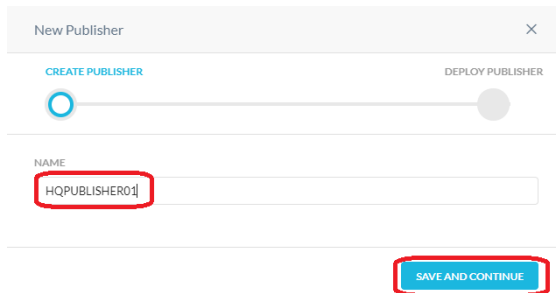 New Publisher
CREATE PUBLISHER
DEPLOY PUBLISHER
NAME
HQPUBLISHER01
SAVE AND CONTINUE